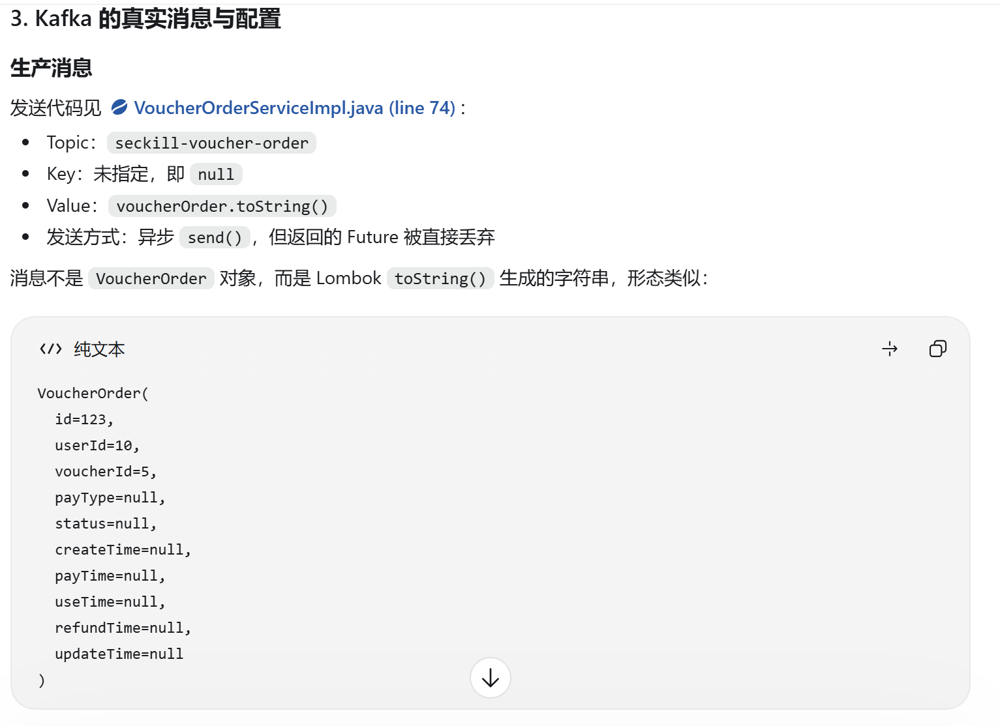 3. Kafka 的真实消息与配置
生产消息
发送代码见 VoucherOrderServiceImpl.java (line 74)：
• Topic： seckill-voucher-order
• Key：未指定，即 null
• Value： voucherOrder.toString()
• 发送方式：异步 send() ，但返回的 Future 被直接丢弃
消息不是 VoucherOrder 对象，而是 Lombok toString() 生成的字符串，形态类似：
</> 纯文本
VoucherOrder(
  id=123,
  userId=10,
  voucherId=5,
  payType=null,
  status=null,
  createTime=null,
  payTime=null,
  useTime=null,
  refundTime=null,
  updateTime=null
)